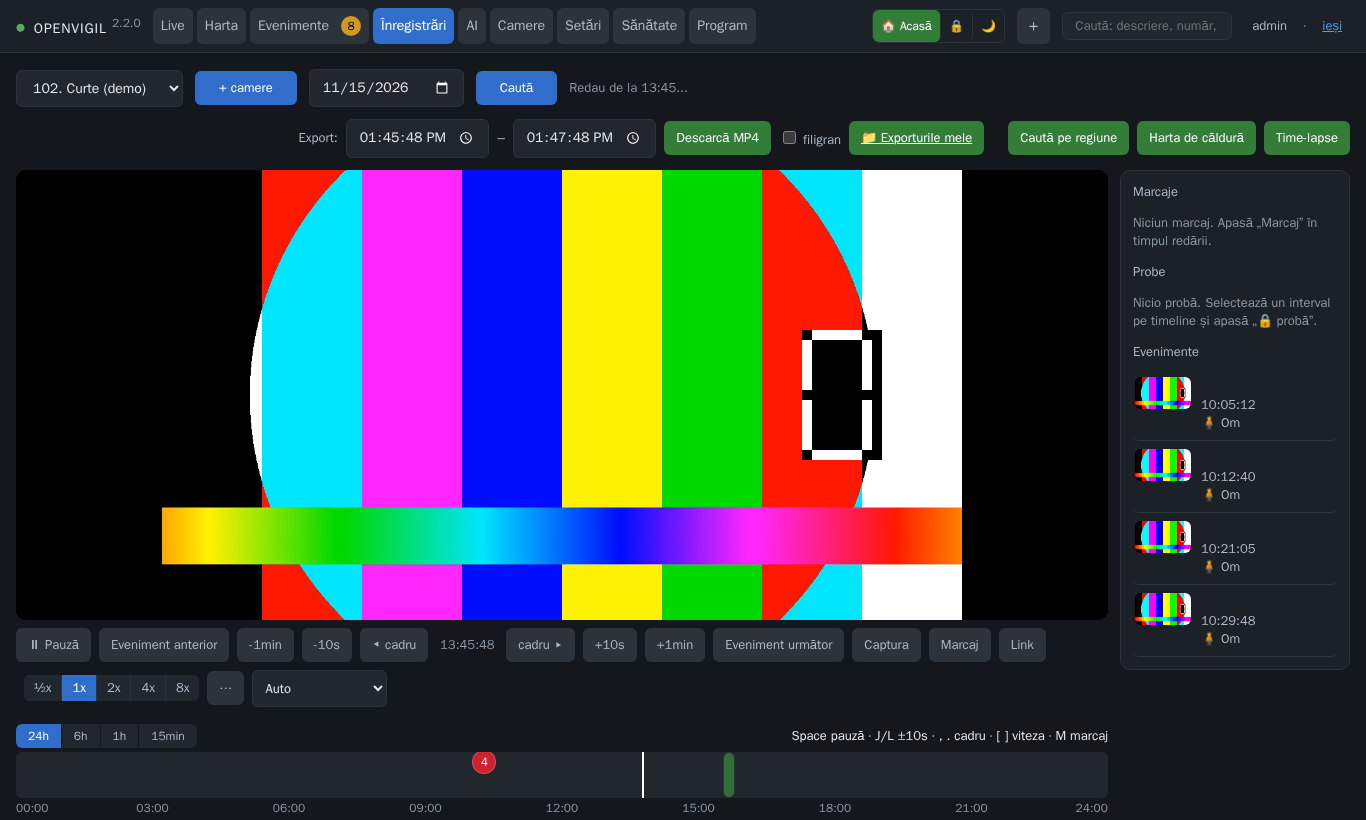 OPENVIGIL 2.2.0 Live Harta Evenimente 8 Înregistrări AI Camere Setări Sănătate Program Acasă + Caută: descriere, număr, admin · ieși
102. Curte (demo) + camere 11/15/2026 Caută Redau de la 13:45...
Export: 01:45:48 PM – 01:47:48 PM Descarcă MP4 filigran Exporturile mele Caută pe regiune Harta de căldură Time-lapse
Marcaje
Niciun marcaj. Apasă „Marcaj” în
timpul redării.
Probe
Nicio probă. Selectează un interval
pe timeline și apasă „🔒 probă”.
Evenimente
10:05:12
0m
10:12:40
0m
10:21:05
0m
10:29:48
0m
Pauză Eveniment anterior -1min -10s cadru 13:45:48 cadru +10s +1min Eveniment următor Captura Marcaj Link
½x 1x 2x 4x 8x ... Auto
24h 6h 1h 15min Space pauză · J/L ±10s · , . cadru · [ ] viteza · M marcaj
4
00:00 03:00 06:00 09:00 12:00 15:00 18:00 21:00 24:00